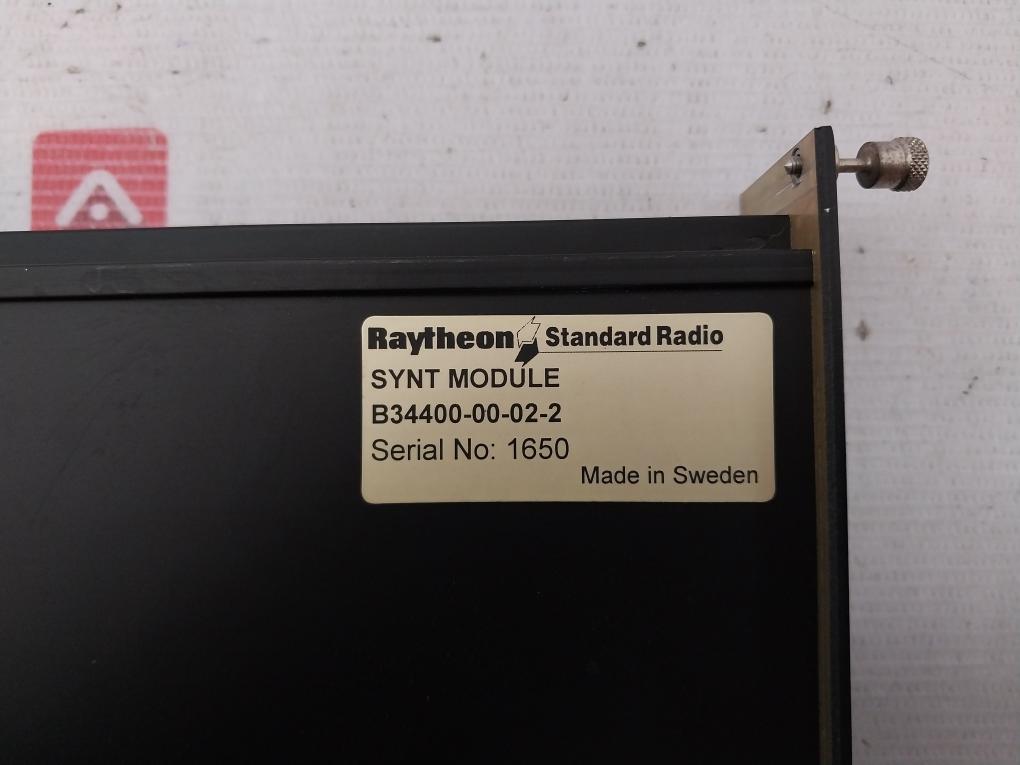 Raytheon Standard Radio
SYNT MODULE
B34400-00-02-2
Serial No: 1650
Made in Sweden